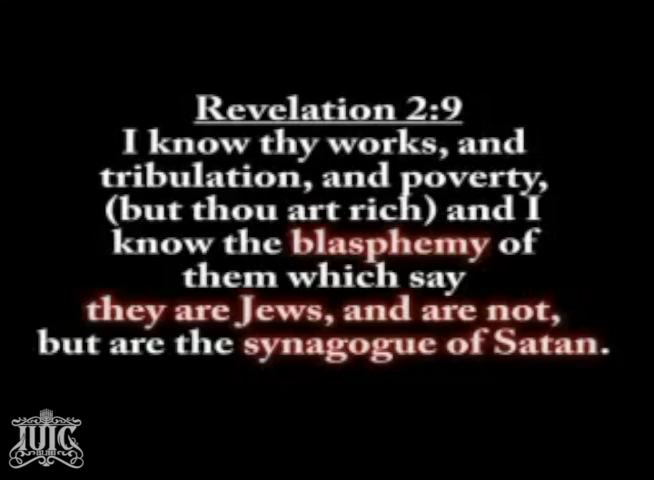 Revelation 2:9
I know thy works, and
tribulation, and poverty,
(but thou art rich) and I
know the blasphemy of
them which say
they are Jews, and are not,
but are the synagogue of Satan.
IUIC